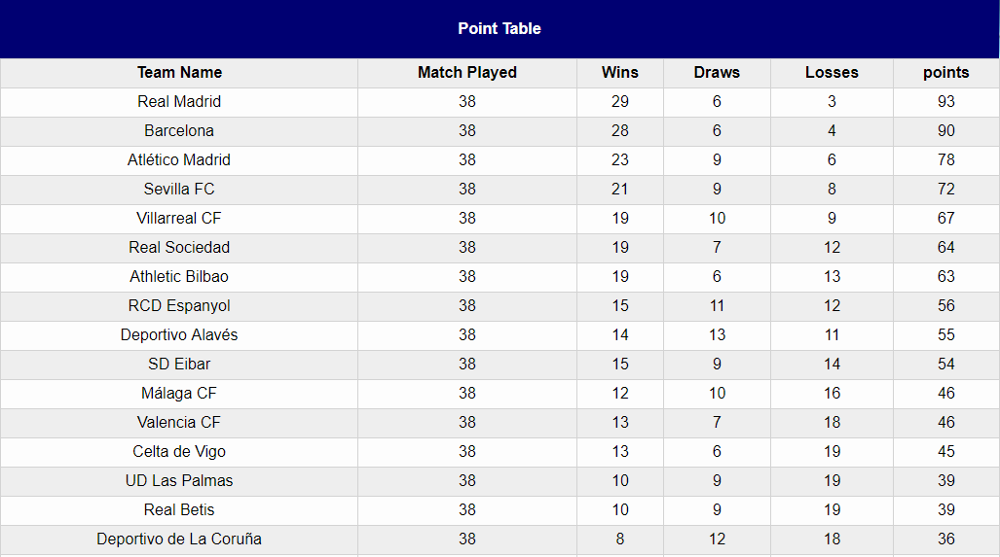 Point Table
Team Name Match Played Wins Draws Losses points
Real Madrid 38 29 6 3 93
Barcelona 38 28 6 4 90
Atlético Madrid 38 23 9 6 78
Sevilla FC 38 21 9 8 72
Villarreal CF 38 19 10 9 67
Real Sociedad 38 19 7 12 64
Athletic Bilbao 38 19 6 13 63
RCD Espanyol 38 15 11 12 56
Deportivo Alavés 38 14 13 11 55
SD Eibar 38 15 9 14 54
Málaga CF 38 12 10 16 46
Valencia CF 38 13 7 18 46
Celta de Vigo 38 13 6 19 45
UD Las Palmas 38 10 9 19 39
Real Betis 38 10 9 19 39
Deportivo de La Coruña 38 8 12 18 36